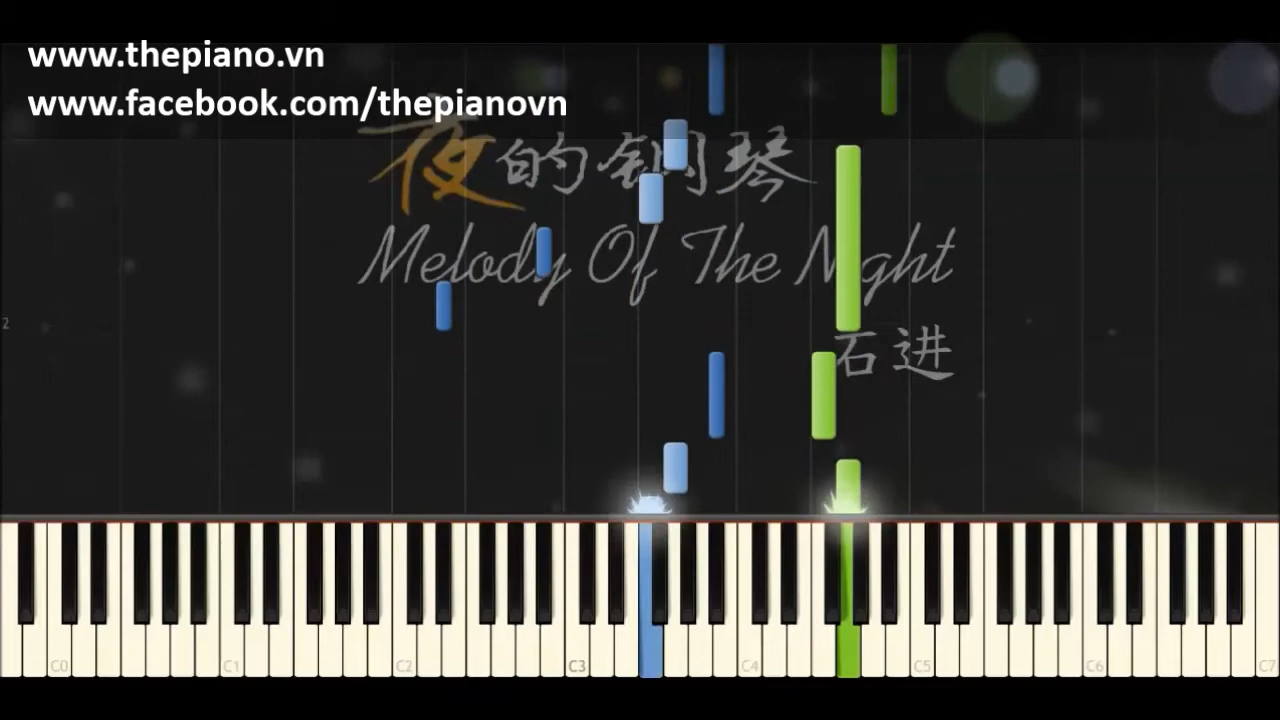 www.thepiano.vn
www.facebook.com/thepianovn
夜的钢琴
Melody Of The Night
石进
2
C0 C1 C2 C3 C4 C5 C6 C7